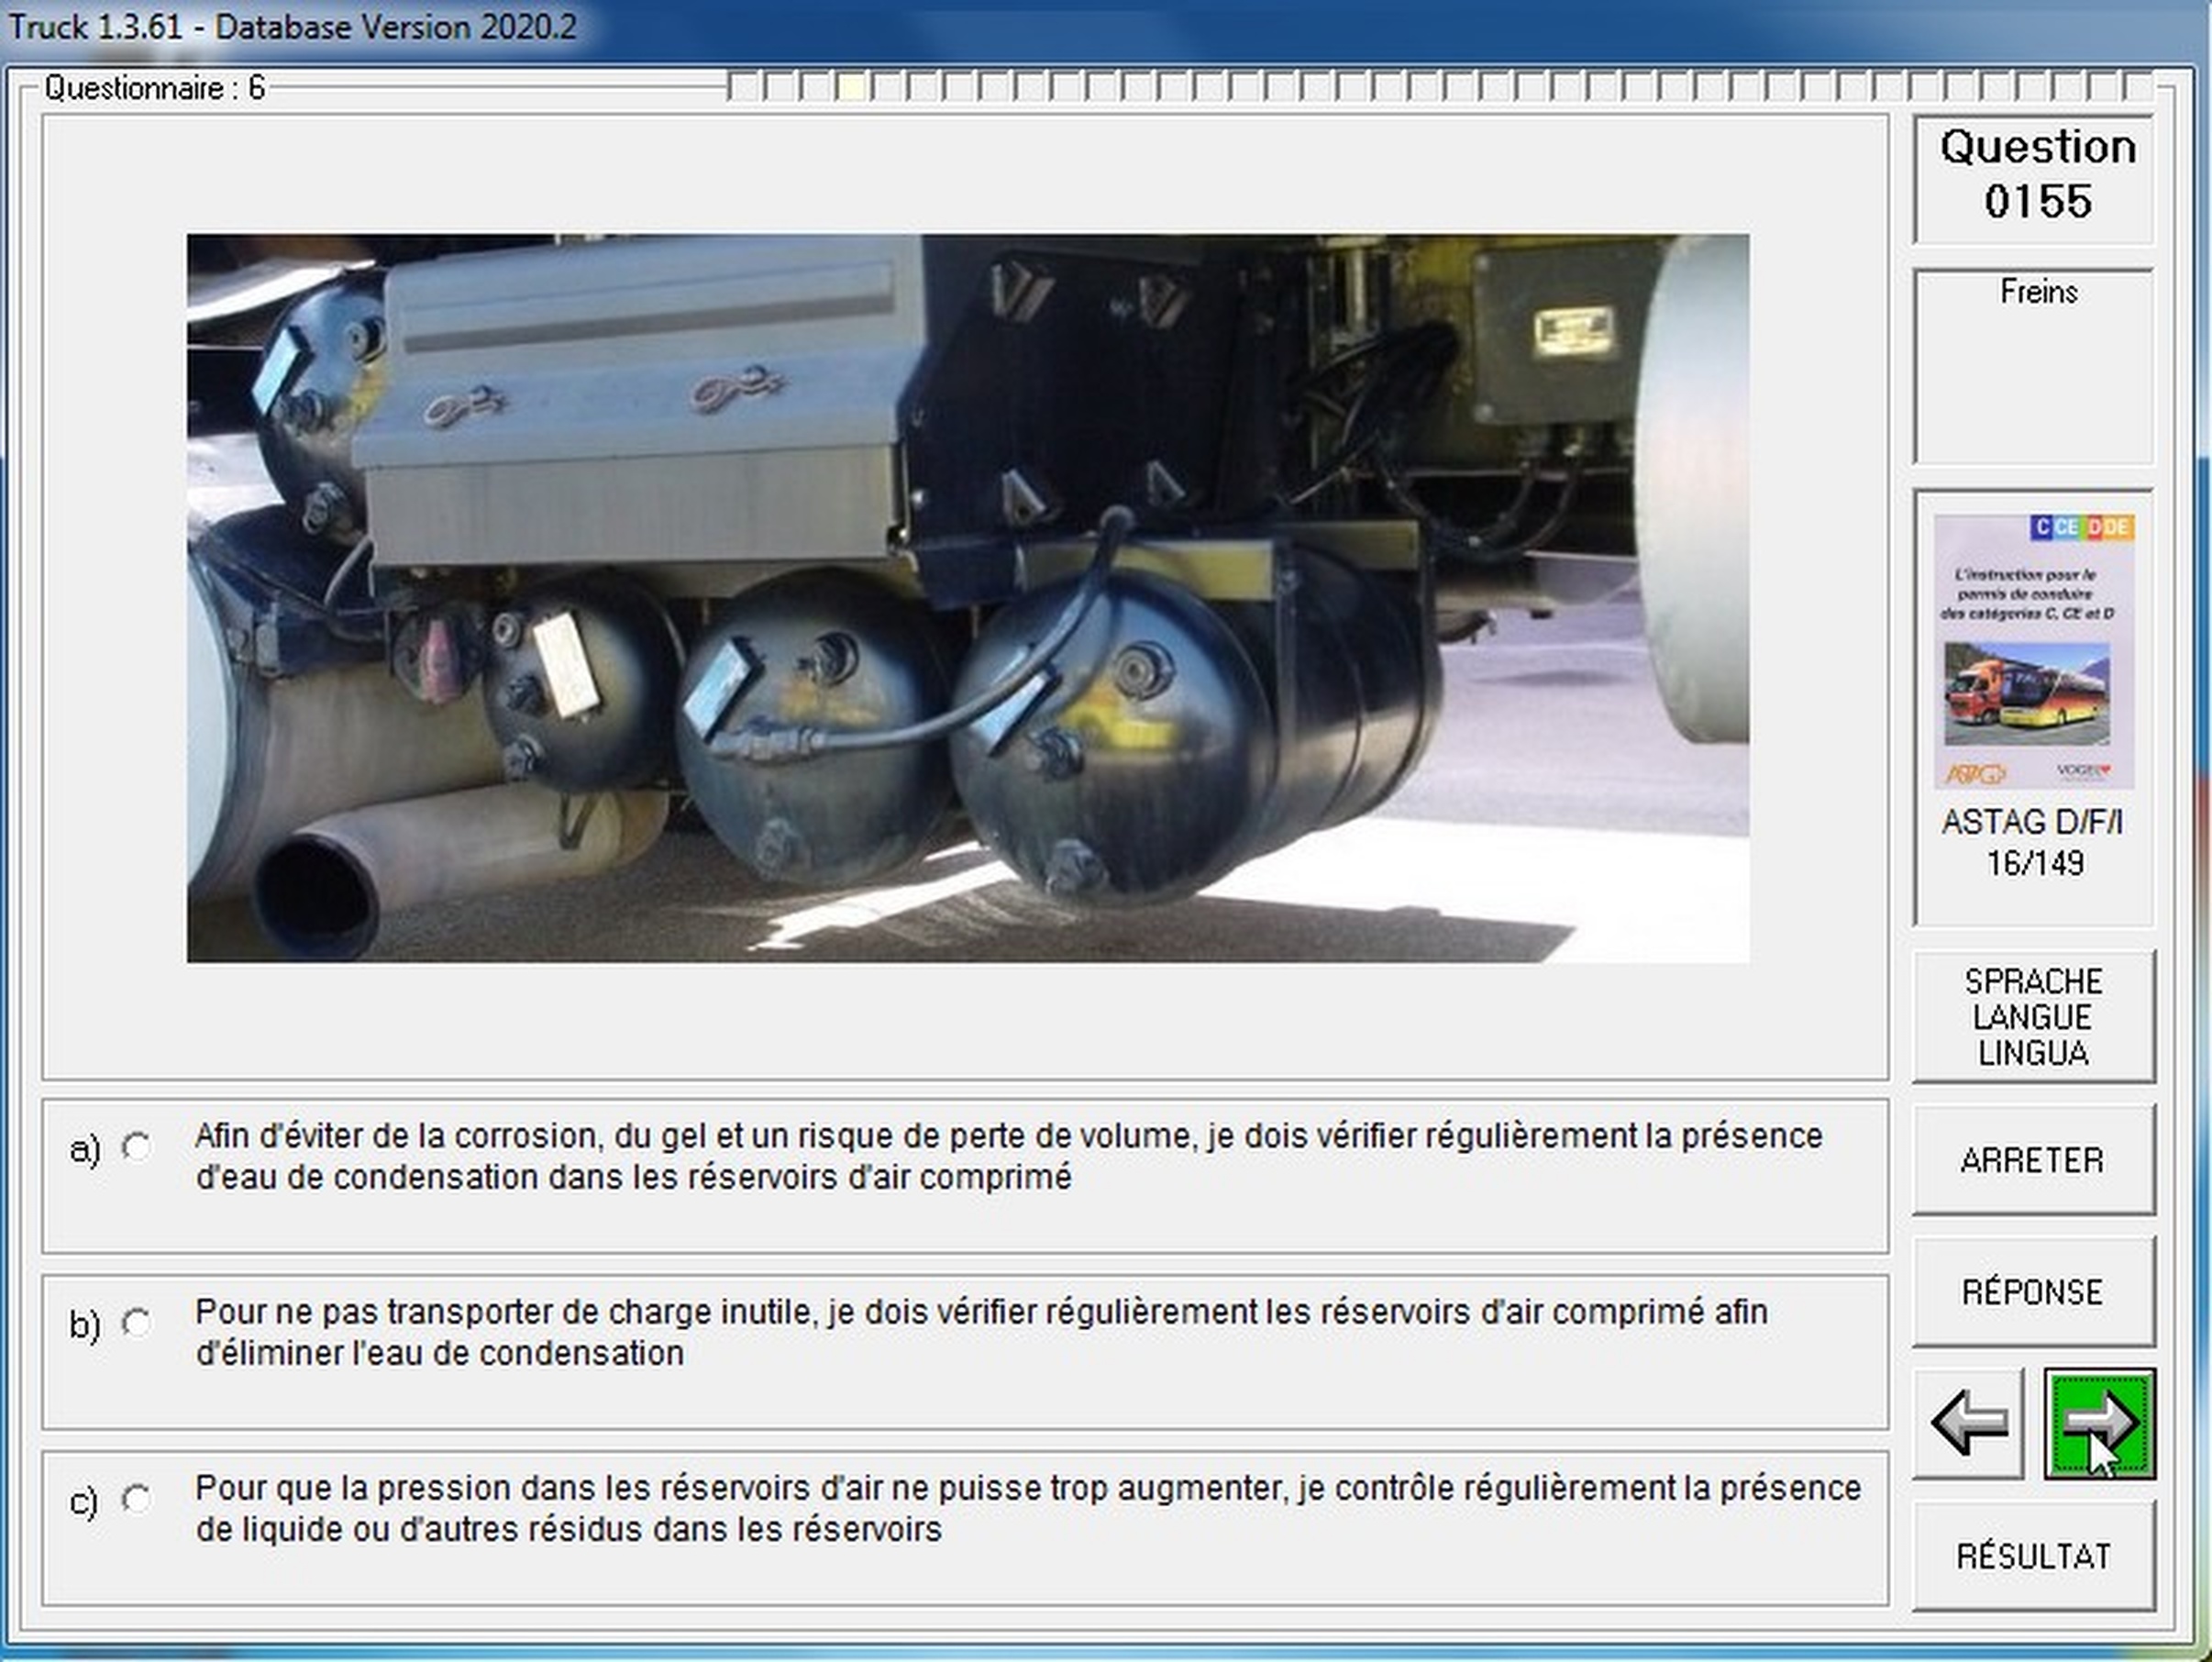 Truck 1.3.61 - Database Version 2020.2
Questionnaire : 6
Question
0155
Freins
C CE D DE
L'instruction pour le
permis de conduire
des catégories C, CE et D
ASTAG
VOGEL
ASTAG D/F/I
16/149
SPRACHE
LANGUE
LINGUA
a) Afin d'éviter de la corrosion, du gel et un risque de perte de volume, je dois vérifier régulièrement la présence
d'eau de condensation dans les réservoirs d'air comprimé
ARRETER
RÉPONSE
b) Pour ne pas transporter de charge inutile, je dois vérifier régulièrement les réservoirs d'air comprimé afin
d'éliminer l'eau de condensation
c) Pour que la pression dans les réservoirs d'air ne puisse trop augmenter, je contrôle régulièrement la présence
de liquide ou d'autres résidus dans les réservoirs
RÉSULTAT